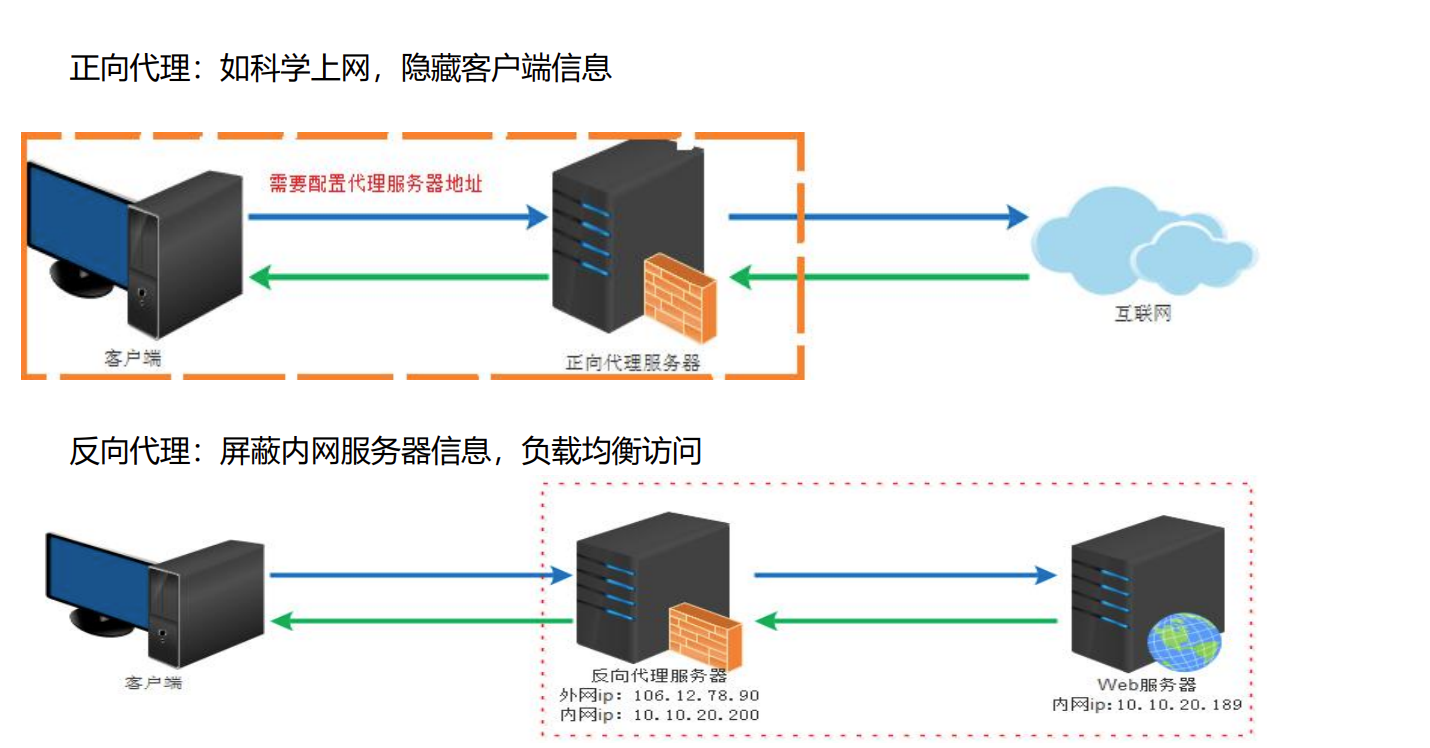 正向代理：如科学上网，隐藏客户端信息
需要配置代理服务器地址
客户端
正向代理服务器
互联网
反向代理：屏蔽内网服务器信息，负载均衡访问
客户端
反向代理服务器
外网ip：106.12.78.90
内网ip：10.10.20.200
Web服务器
内网ip:10.10.20.189